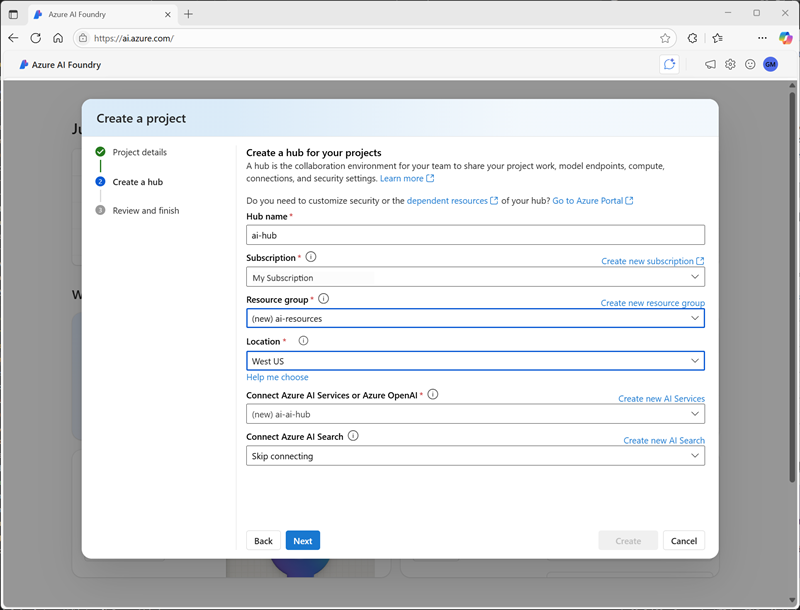 Azure AI Foundry
https://ai.azure.com/
Azure AI Foundry
GM
Create a project
Project details
2 Create a hub
3 Review and finish
Create a hub for your projects
A hub is the collaboration environment for your team to share your project work, model endpoints, compute,
connections, and security settings. Learn more
Do you need to customize security or the dependent resources of your hub? Go to Azure Portal
Hub name *
ai-hub
Subscription *
Create new subscription
My Subscription
Resource group *
Create new resource group
(new) ai-resources
Location *
West US
Help me choose
Connect Azure AI Services or Azure OpenAI *
Create new AI Services
(new) ai-ai-hub
Connect Azure AI Search
Create new AI Search
Skip connecting
Back
Next
Create
Cancel